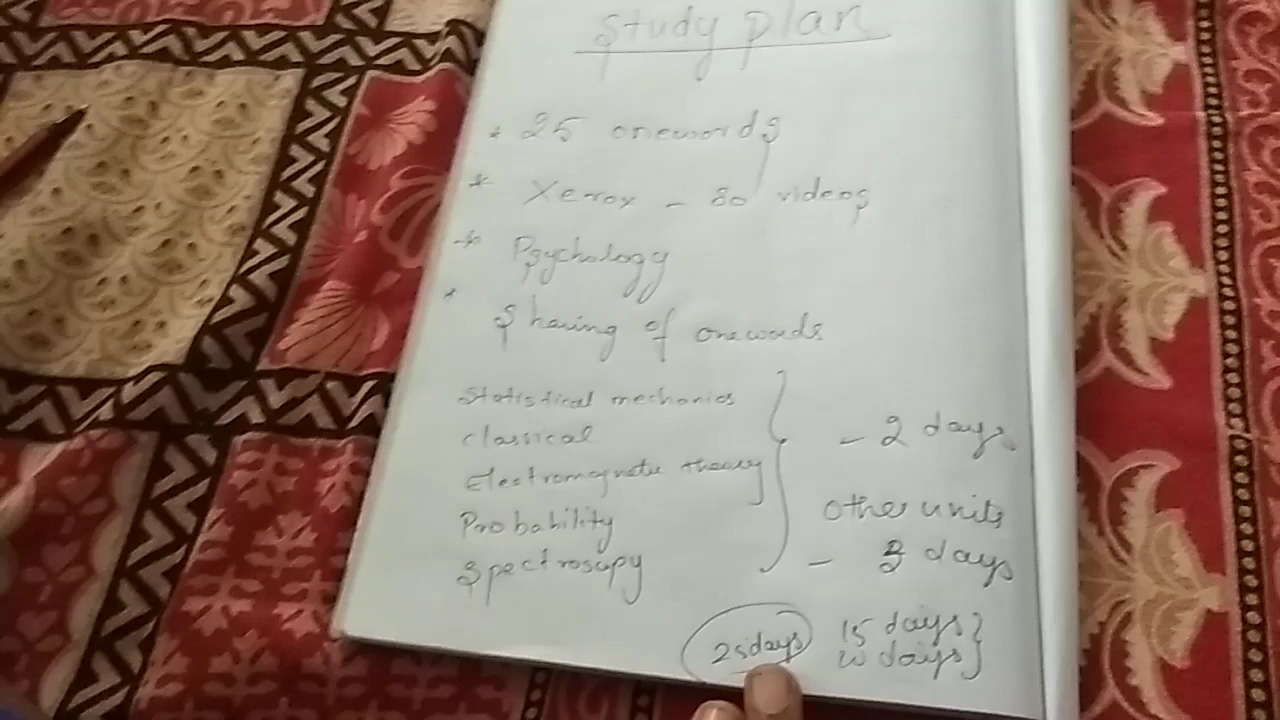 Study plan
* 25 onewords
* Xerox - 80 videos
* Psychology
* Sharing of onewords
Statistical mechanics
classical
Electromagnetic theory
Probability
Spectroscopy
- 2 days
Other units
- 3 days
25 days
15 days
10 days